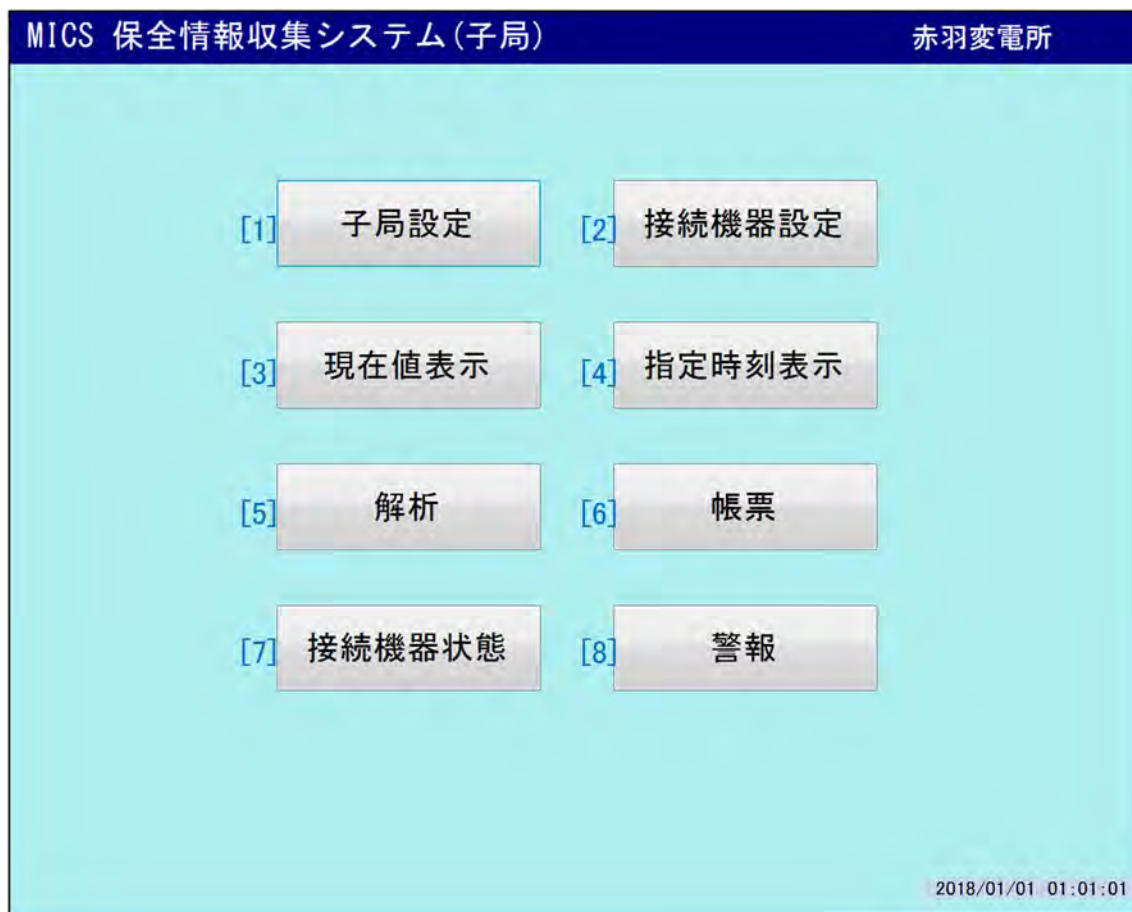 MICS 保全情報収集システム(子局) 赤羽変電所
[1] 子局設定 [2] 接続機器設定
[3] 現在値表示 [4] 指定時刻表示
[5] 解析 [6] 帳票
[7] 接続機器状態 [8] 警報
2018/01/01 01:01:01